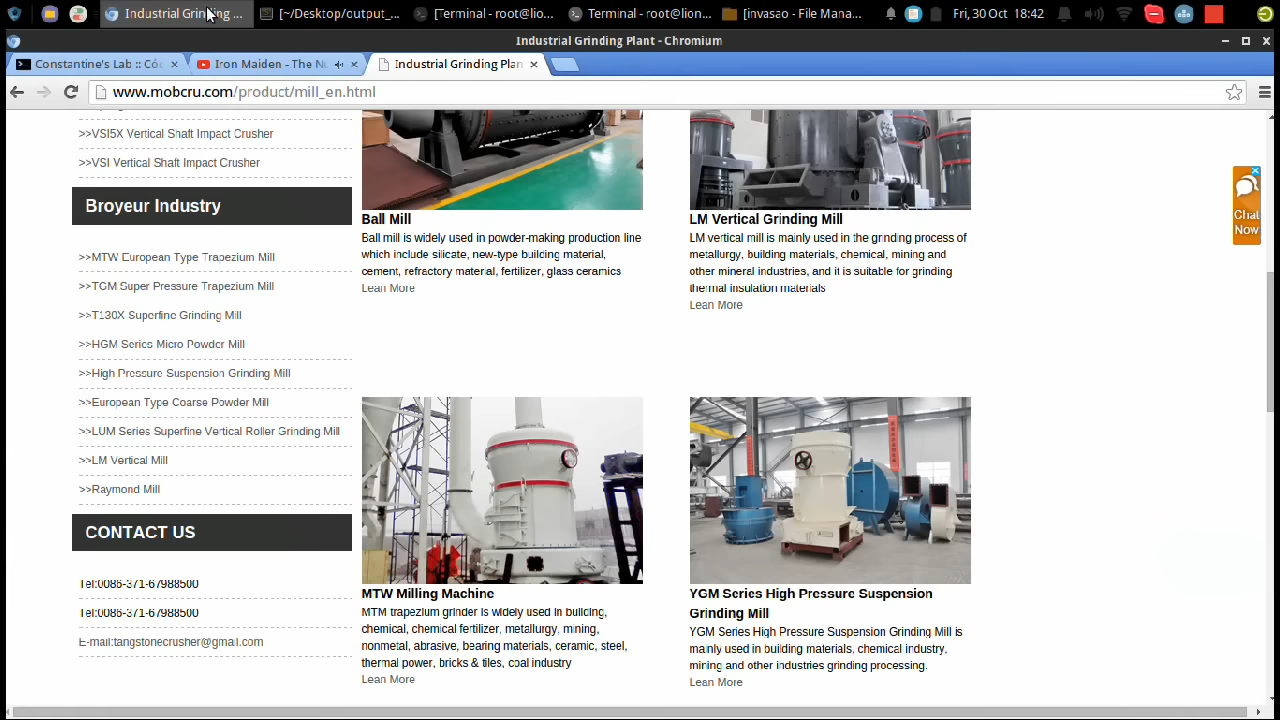 Industrial Grinding ...
[~/Desktop/output_...
[Terminal - root@lio...
Terminal - root@lion...
[invasao - File Mana...
Fri, 30 Oct 18:42
Industrial Grinding Plant - Chromium
Constantine's Lab :: Có
Iron Maiden - The Nu
Industrial Grinding Plan
www.mobcru.com/product/mill_en.html
>>VSI5X Vertical Shaft Impact Crusher
>>VSI Vertical Shaft Impact Crusher
Broyeur Industry
>>MTW European Type Trapezium Mill
>>TGM Super Pressure Trapezium Mill
>>T130X Superfine Grinding Mill
>>HGM Series Micro Powder Mill
>>High Pressure Suspension Grinding Mill
>>European Type Coarse Powder Mill
>>LUM Series Superfine Vertical Roller Grinding Mill
>>LM Vertical Mill
>>Raymond Mill
CONTACT US
Tel:0086-371-67988500
Tel:0086-371-67988500
E-mail:tangstonecrusher@gmail.com
Ball Mill
Ball mill is widely used in powder-making production line
which include silicate, new-type building material,
cement, refractory material, fertilizer, glass ceramics
Lean More
LM Vertical Grinding Mill
LM vertical mill is mainly used in the grinding process of
metallurgy, building materials, chemical, mining and
other mineral industries, and it is suitable for grinding
thermal insulation materials
Lean More
MTW Milling Machine
MTM trapezium grinder is widely used in building,
chemical, chemical fertilizer, metallurgy, mining,
nonmetal, abrasive, bearing materials, ceramic, steel,
thermal power, bricks & tiles, coal industry
Lean More
YGM Series High Pressure Suspension
Grinding Mill
YGM Series High Pressure Suspension Grinding Mill is
mainly used in building materials, chemical industry,
mining and other industries grinding processing.
Lean More
Chat
Now